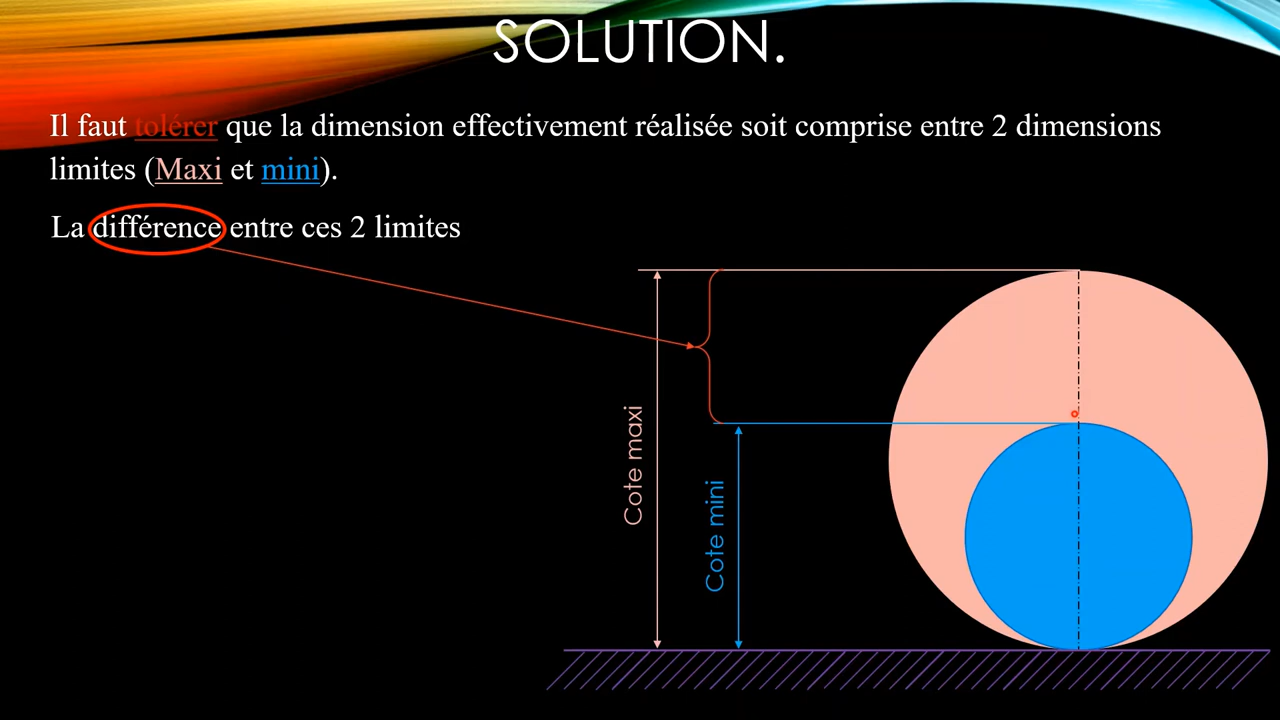 SOLUTION.
Il faut tolérer que la dimension effectivement réalisée soit comprise entre 2 dimensions
limites (Maxi et mini).
La différence entre ces 2 limites
Cote maxi
Cote mini